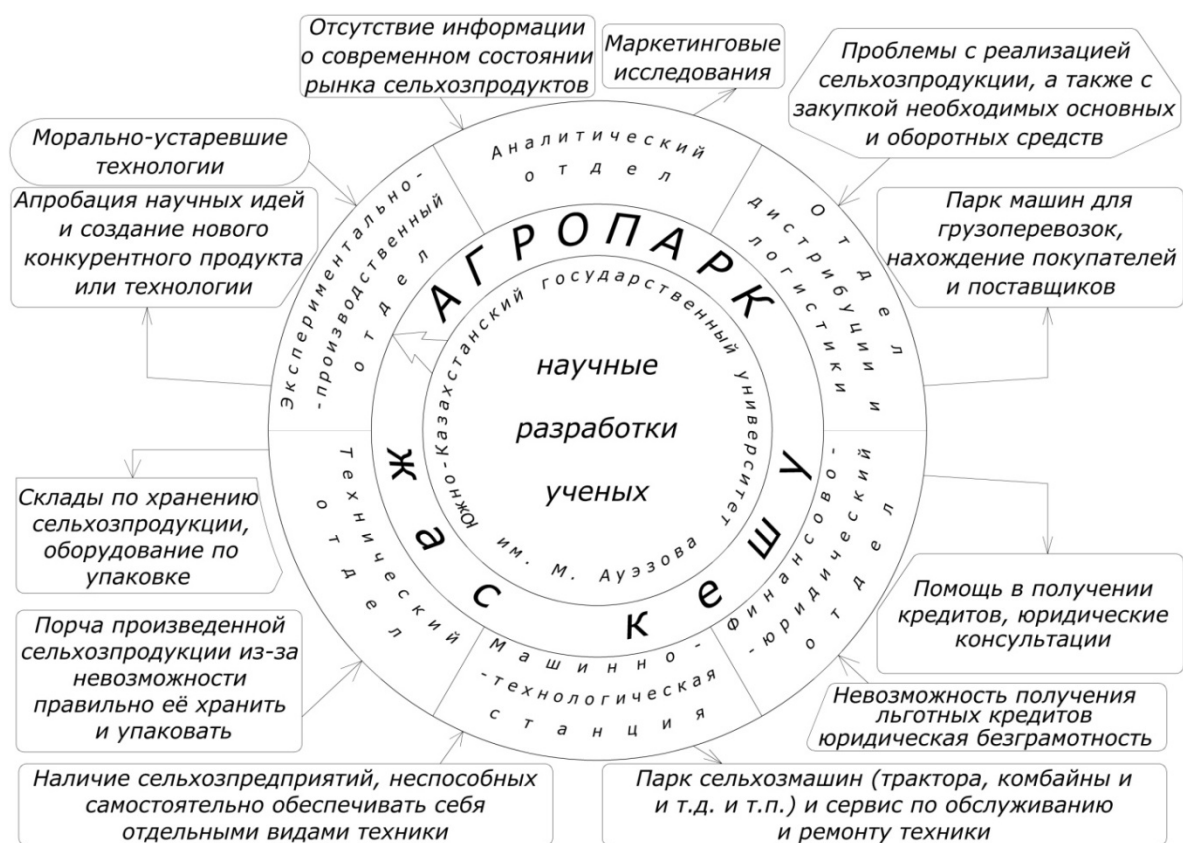 Отсутствие информации
о современном состоянии
рынка сельхозпродуктов
Маркетинговые
исследования
Проблемы с реализацией
сельхозпродукции, а также с
закупкой необходимых основных
и оборотных средств
Морально-устаревшие
технологии
Апробация научных идей
и создание нового
конкурентного продукта
или технологии
Парк машин для
грузоперевозок,
нахождение покупателей
и поставщиков
Аналитический
отдел
Экспериментально-
-производственный
отдел
Отдел
дистрибуции и
логистики
АГРОПАРК
жас кешу
Южно-Казахстанский государственный университет
им. М. Ауэзова
научные
разработки
ученых
Технический
отдел
Машинно-
-технологическая
станция
Финансово-
-юридический
отдел
Склады по хранению
сельхозпродукции,
оборудование по
упаковке
Порча произведенной
сельхозпродукции из-за
невозможности
правильно её хранить
и упаковать
Помощь в получении
кредитов, юридические
консультации
Невозможность получения
льготных кредитов
юридическая безграмотность
Наличие сельхозпредприятий, неспособных
самостоятельно обеспечивать себя
отдельными видами техники
Парк сельхозмашин (трактора, комбайны и
и т.д. и т.п.) и сервис по обслуживанию
и ремонту техники